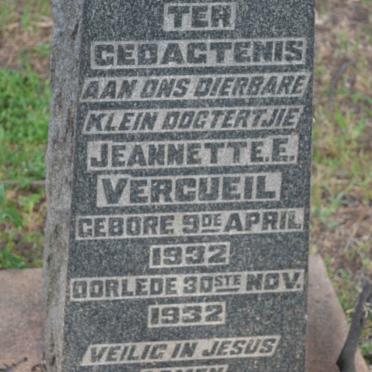 TER
GEDAGTENIS
AAN ONS DIERBARE
KLEIN DOGTERTJIE
JEANNETTE.E.
VERCUEIL
GEBORE 9DE APRIL
1932
OORLEDE 30STE NOV.
1932
VEILIG IN JESUS